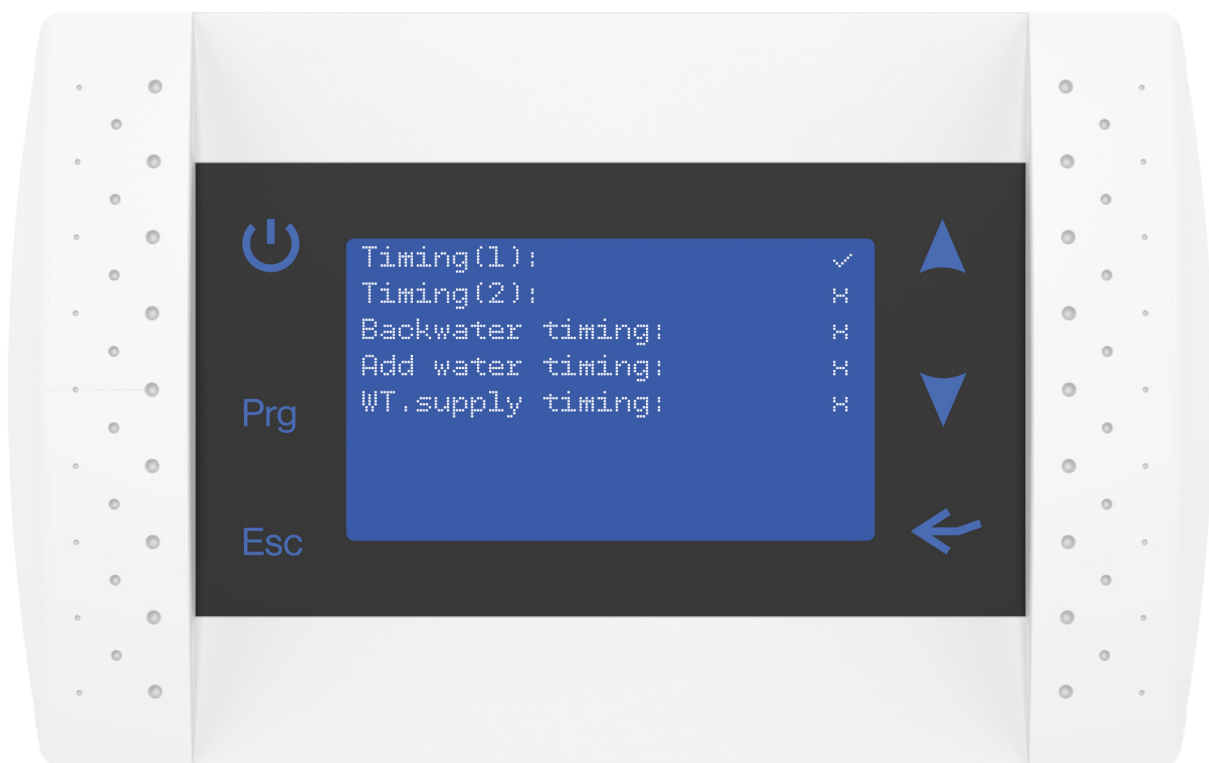 Timing(1): ✓
Timing(2): ×
Backwater timing: ×
Add water timing: ×
WT.supply timing: ×
Prg
Esc